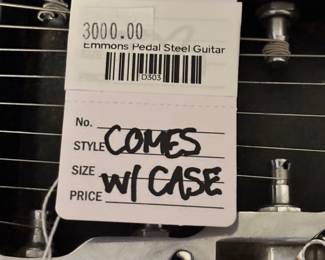 3000.00
Emmons Pedal Steel Guitar
D303
No.
STYLE COMES
SIZE
PRICE W/ CASE